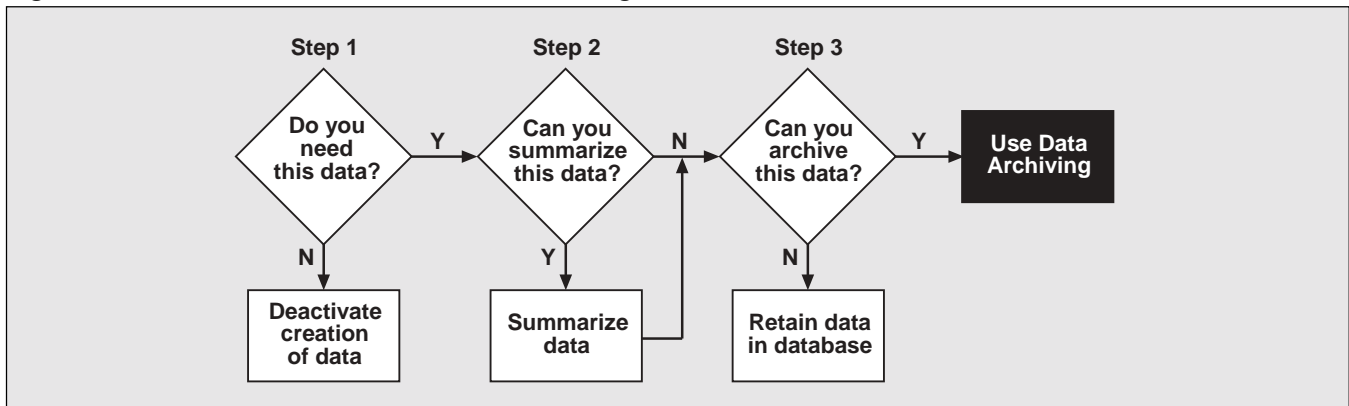 Step 1
Step 2
Step 3
Do you
need
this data?
Y
Can you
summarize
this data?
N
Can you
archive
this data?
Y
Use Data
Archiving
N
Y
N
Deactivate
creation
of data
Summarize
data
Retain data
in database